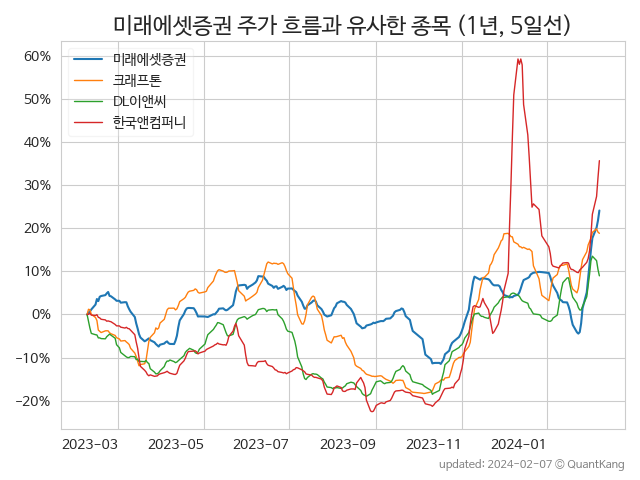 미래에셋증권 주가 흐름과 유사한 종목 (1년, 5일선)
60%
50%
40%
30%
20%
10%
0%
−10%
−20%
미래에셋증권
크래프톤
DL이앤씨
한국앤컴퍼니
2023-03 2023-05 2023-07 2023-09 2023-11 2024-01
updated: 2024-02-07 © QuantKang